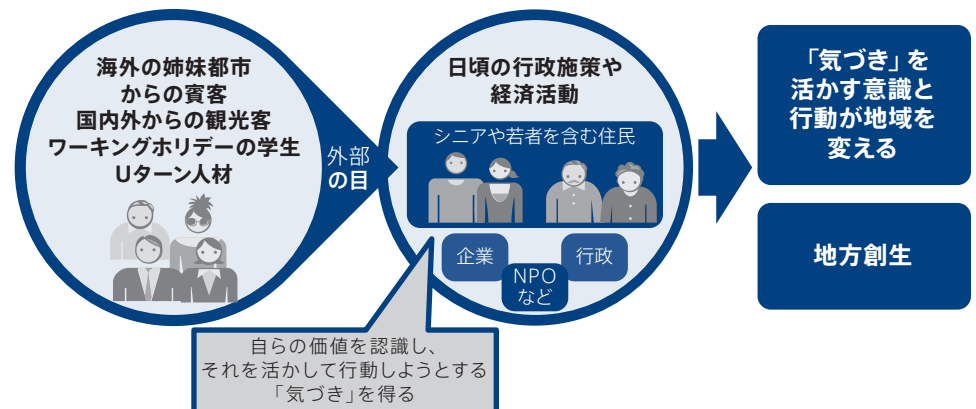 海外の姉妹都市
からの賓客
国内外からの観光客
ワーキングホリデーの学生
Uターン人材
外部
の目
日頃の行政施策や
経済活動
シニアや若者を含む住民
企業
行政
NPO
など
自らの価値を認識し、
それを活かして行動しようとする
「気づき」を得る
「気づき」を
活かす意識と
行動が地域を
変える
地方創生